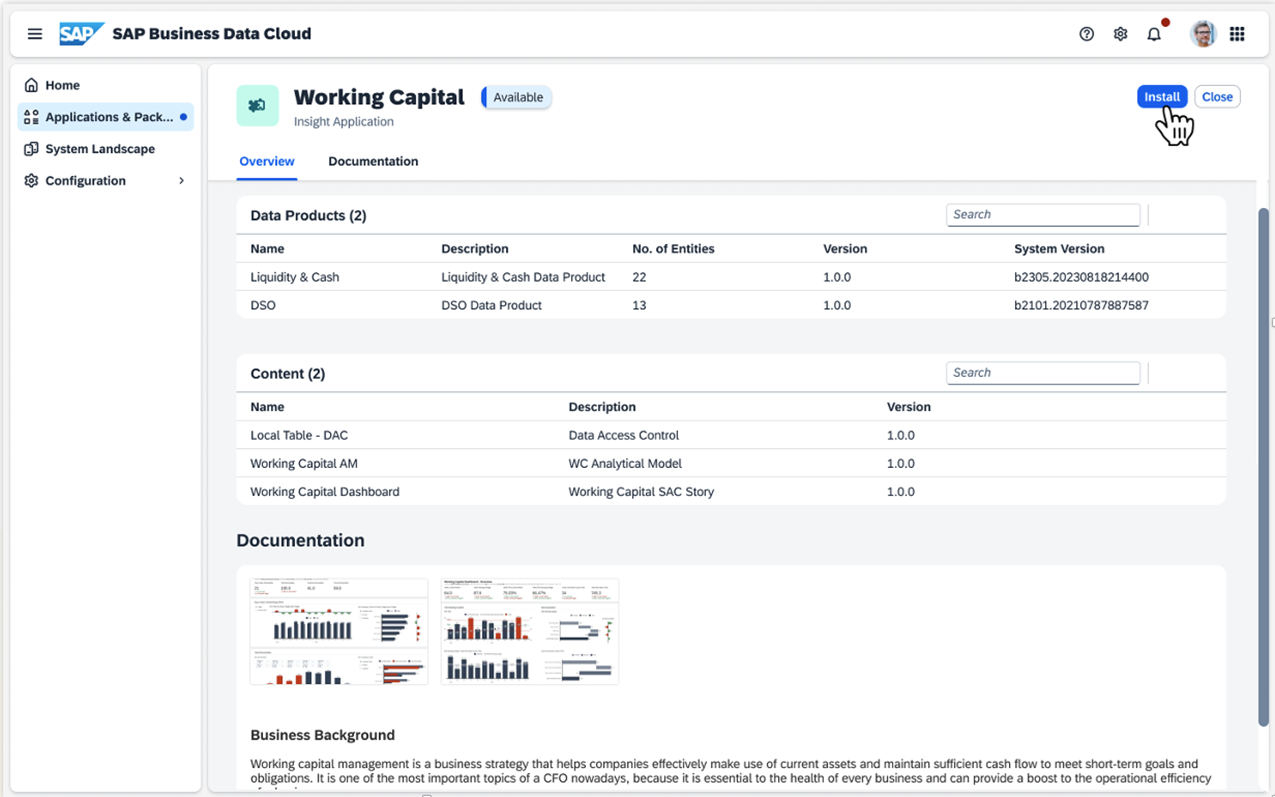 SAP SAP Business Data Cloud
Home
Applications & Pack...
System Landscape
Configuration
Working Capital Available
Insight Application
Install Close
Overview Documentation
Data Products (2) Search
Name Description No. of Entities Version System Version
Liquidity & Cash Liquidity & Cash Data Product 22 1.0.0 b2305.20230818214400
DSO DSO Data Product 13 1.0.0 b2101.20210787887587
Content (2) Search
Name Description Version
Local Table - DAC Data Access Control 1.0.0
Working Capital AM WC Analytical Model 1.0.0
Working Capital Dashboard Working Capital SAC Story 1.0.0
Documentation
Business Background
Working capital management is a business strategy that helps companies effectively make use of current assets and maintain sufficient cash flow to meet short-term goals and
obligations. It is one of the most important topics of a CFO nowadays, because it is essential to the health of every business and can provide a boost to the operational efficiency